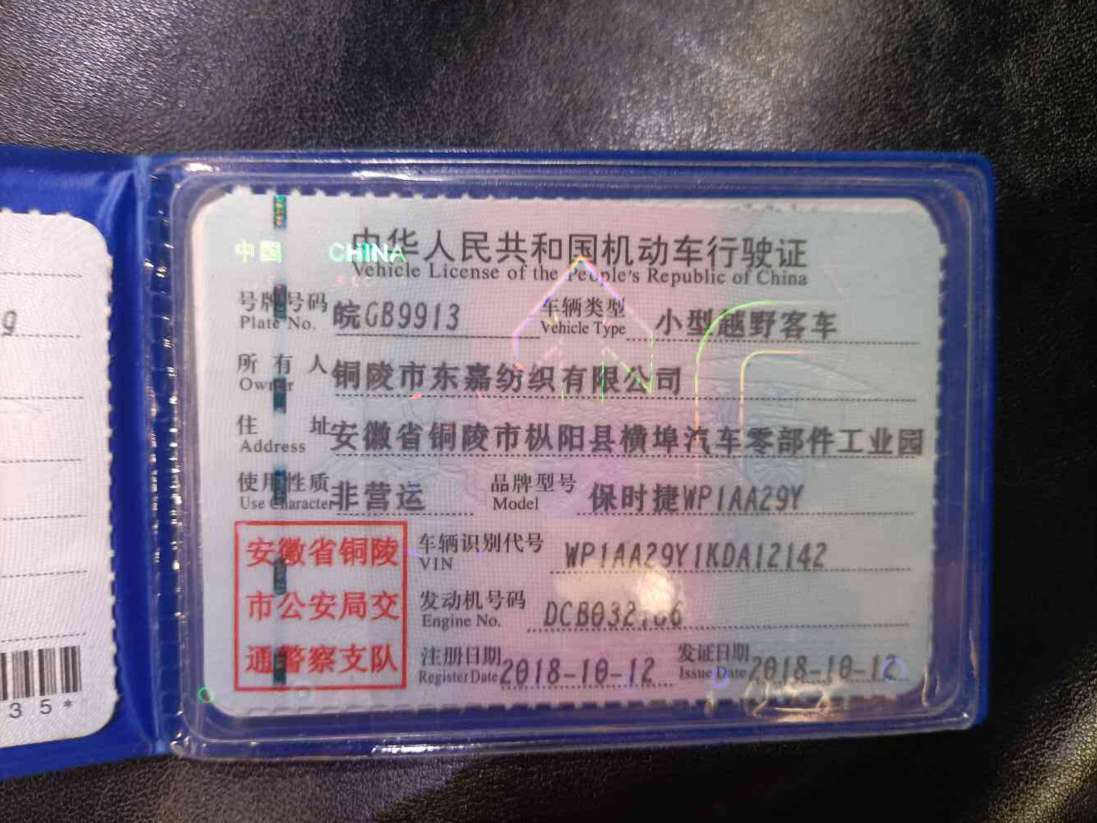 中国 CHINA
中华人民共和国机动车行驶证
Vehicle License of the People's Republic of China
号牌号码 皖GB9913 车辆类型 小型越野客车
Plate No. Vehicle Type
所有人 铜陵市东嘉纺织有限公司
Owner
住址 安徽省铜陵市枞阳县横埠汽车零部件工业园
Address
使用性质 非营运 品牌型号 保时捷WP1AA29Y
Use Character Model
安徽省铜陵
市公安局交
通警察支队
车辆识别代号 WP1AA29Y1KDA12142
VIN
发动机号码
Engine No.
注册日期 2018-10-12 发证日期 2018-10-12
Register Date Issue Date
9
35*